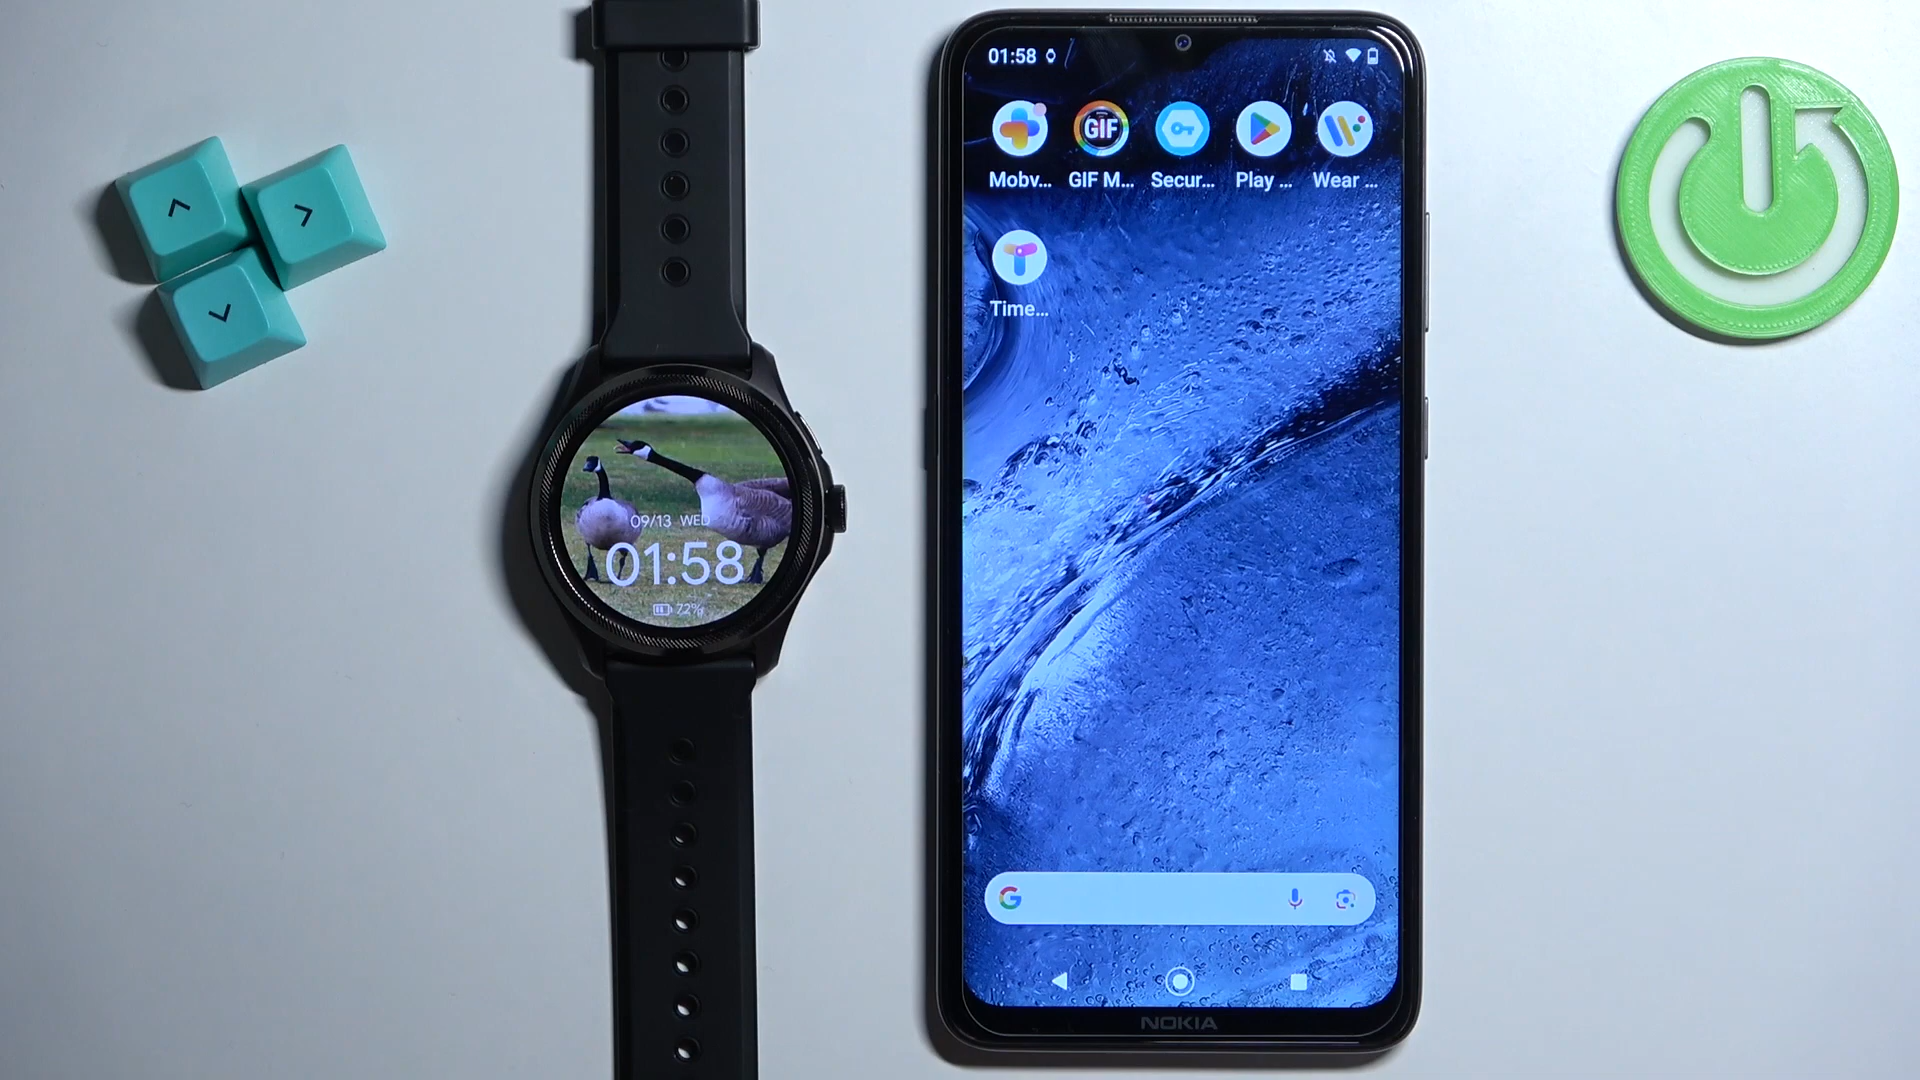 01:58
GIF
Mobv...
GIF M...
Secur...
Play ...
Wear ...
Time...
09/13 WED
01:58
72%
G
NOKIA